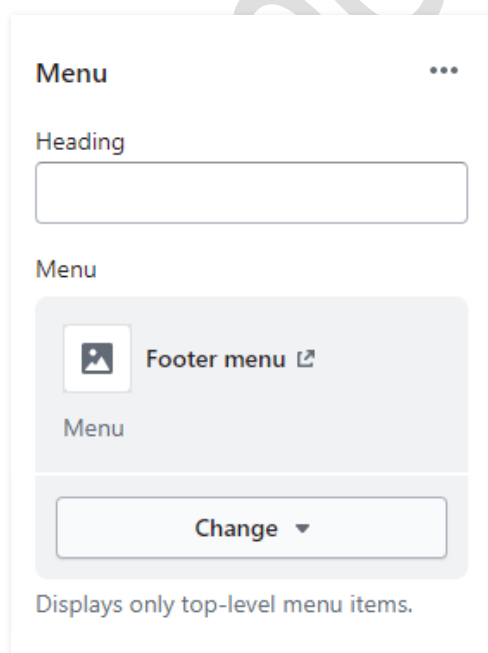 Menu
Heading
Menu
Footer menu
Menu
Change
Displays only top-level menu items.